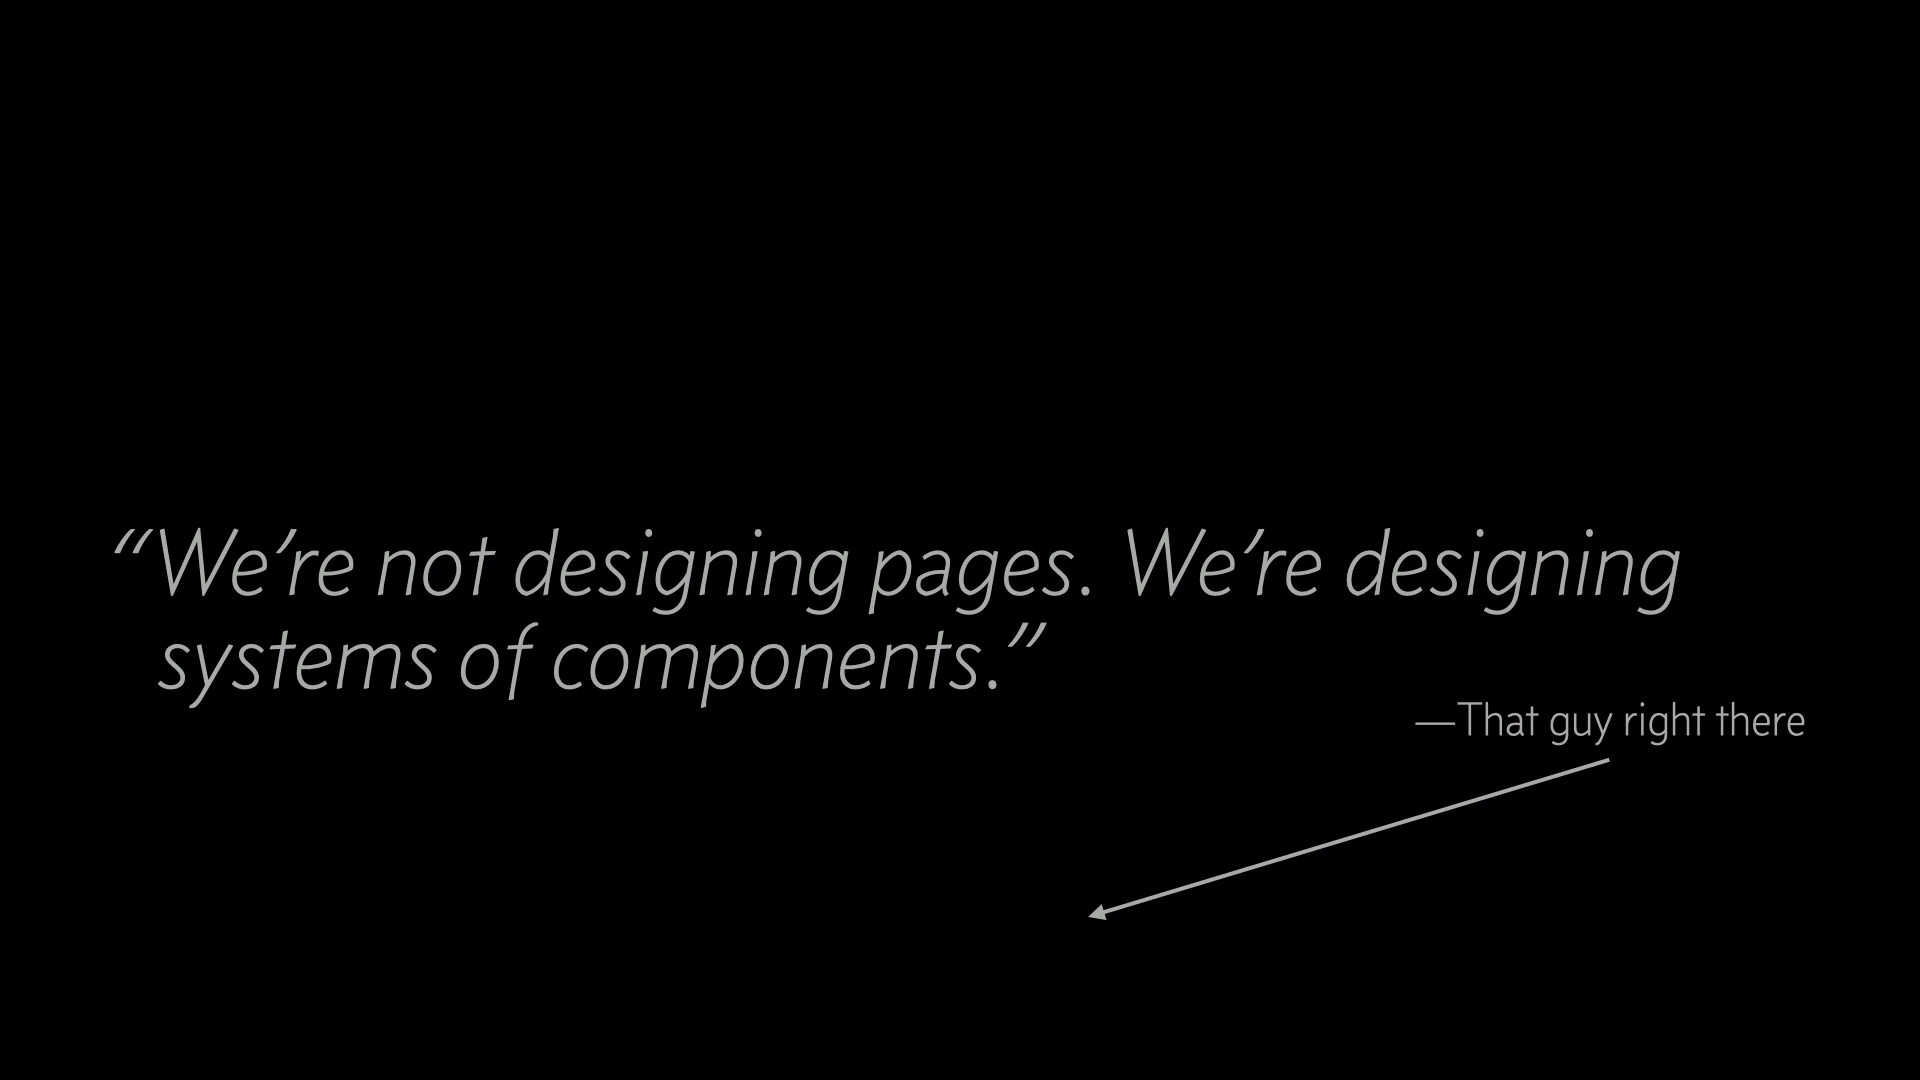 “We’re not designing pages. We’re designing
systems of components.”
—That guy right there